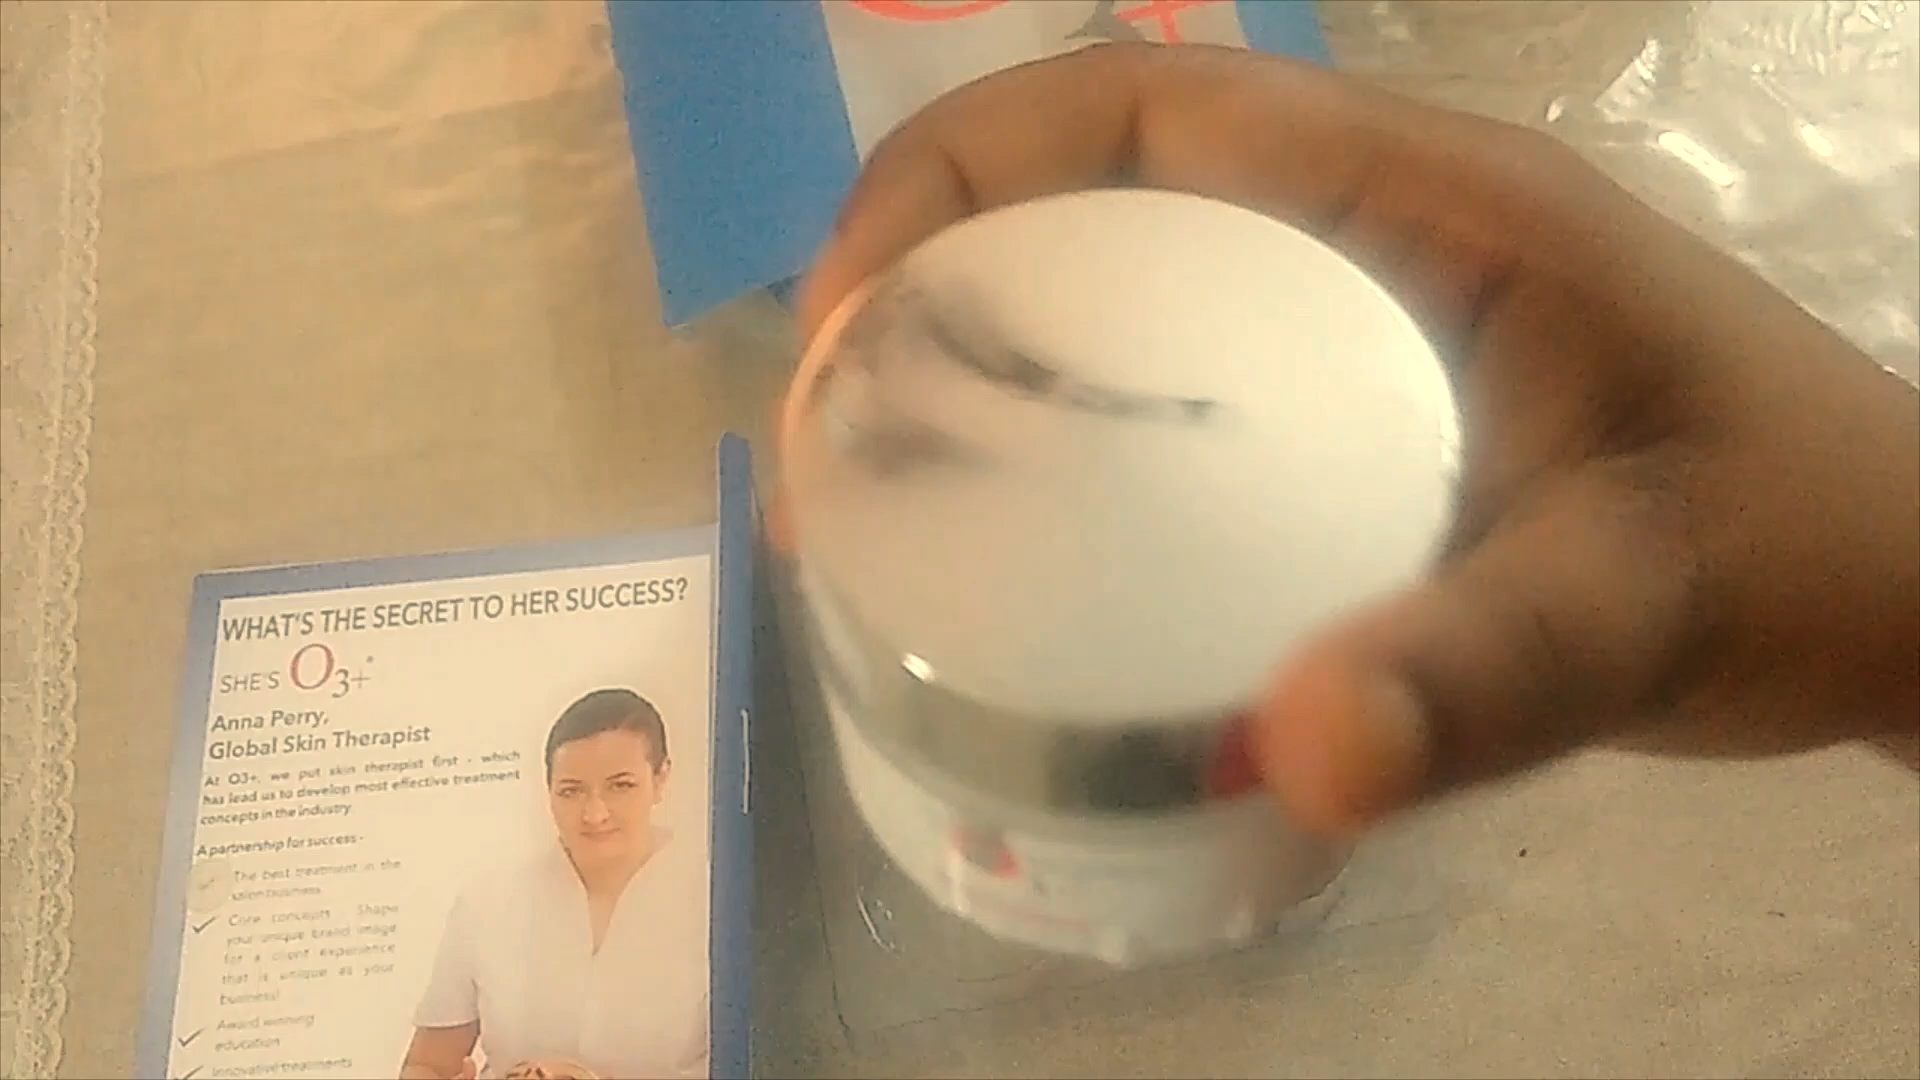 WHAT'S THE SECRET TO HER SUCCESS?
SHE'S O3+
Anna Perry,
Global Skin Therapist
At O3+, we put skin therapist first - which
has lead us to develop most effective treatment
concepts in the industry.
A partnership for success -
The best treatment in the
salon business
Core concepts Shape
your unique brand image
for a client experience
that is unique as your
business!
Award winning
education
Innovative treatments